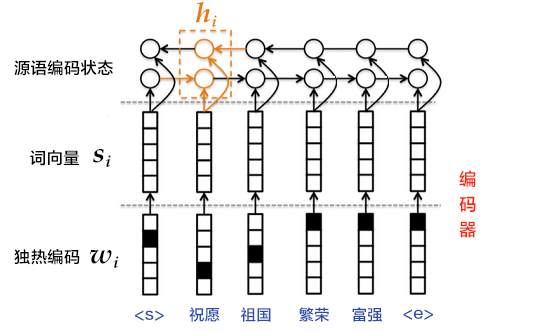 h_i
源语编码状态
词向量 s_i
编码器
独热编码 w_i
<s> 祝愿 祖国 繁荣 富强 <e>